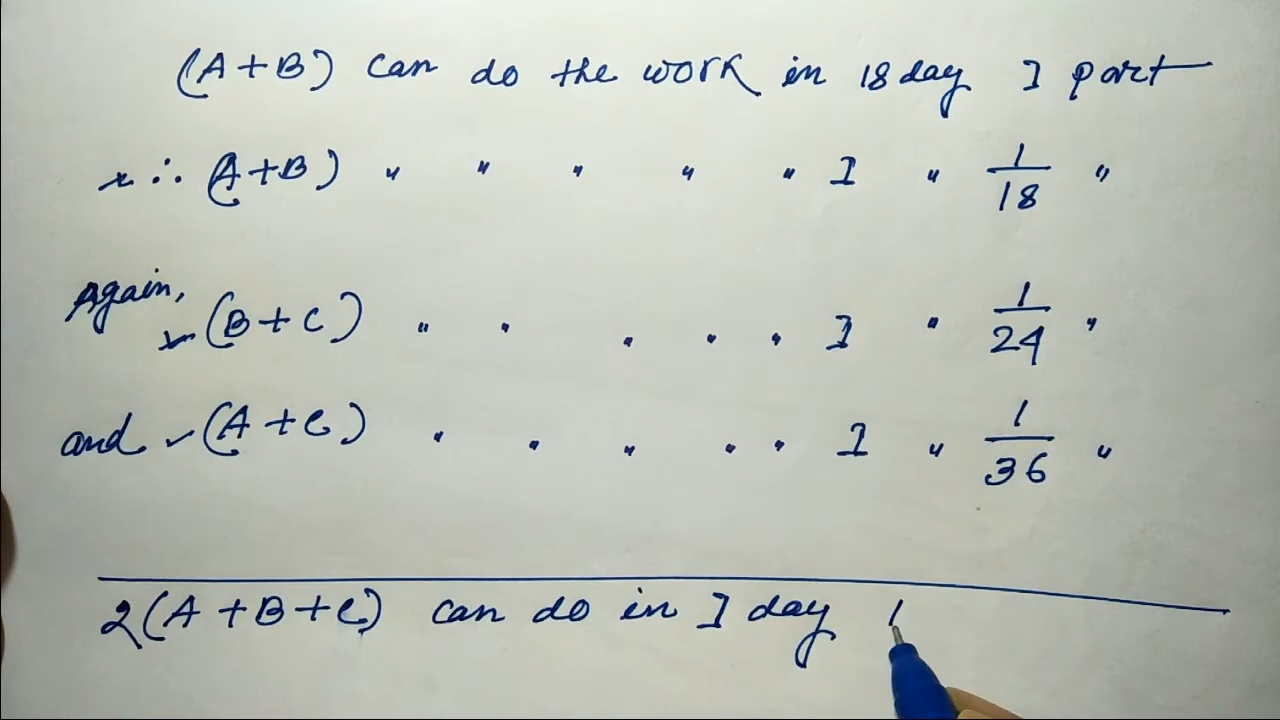 (A+B) can do the work in 18 day 1 part
∴ (A+B) " " " " " 1 " 1/18 "
Again, (B+C) " " " " " 1 " 1/24 "
and (A+C) " " " " " 1 " 1/36 "
2(A+B+C) can do in 1 day 1